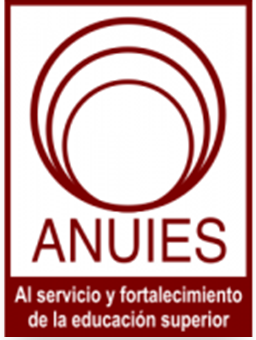 ANUIES
Al servicio y fortalecimiento
de la educación superior